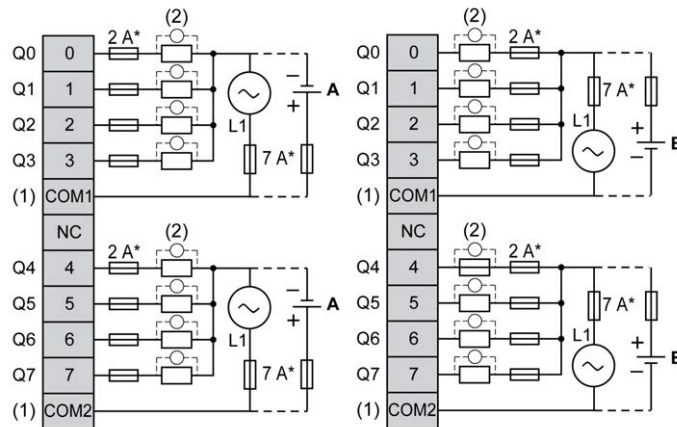 (2)
2 A*
Q0 0
Q1 1
Q2 2
Q3 3
(1) COM1
L1
7 A*
−
+
A
NC
(2)
2 A*
Q4 4
Q5 5
Q6 6
Q7 7
(1) COM2
L1
7 A*
−
+
A
(2)
2 A*
Q0 0
Q1 1
Q2 2
Q3 3
(1) COM1
7 A*
L1
+
−
NC
(2)
2 A*
Q4 4
Q5 5
Q6 6
Q7 7
(1) COM2
7 A*
L1
+
−